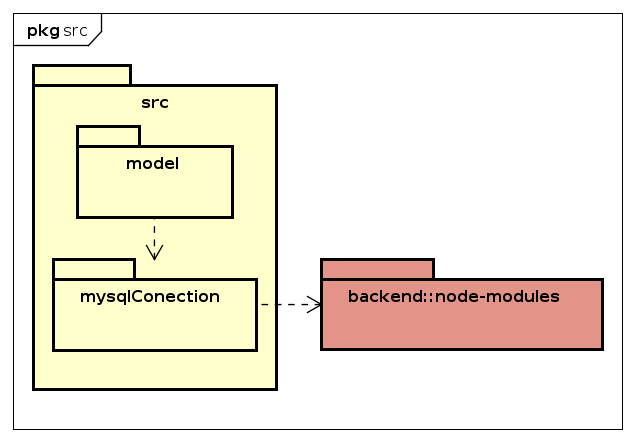 pkg src
src
model
mysqlConection
backend::node-modules